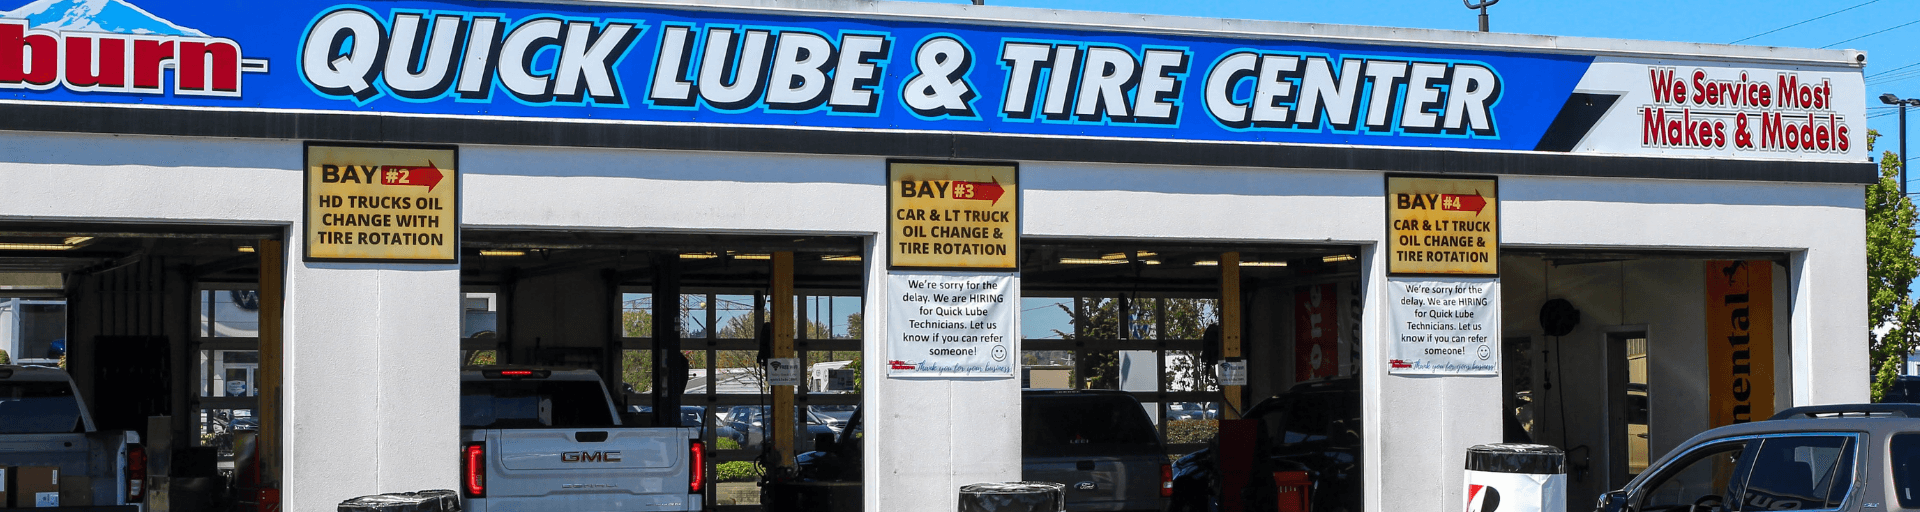 burn
QUICK LUBE & TIRE CENTER
We Service Most
Makes & Models
BAY #2
HD TRUCKS OIL
CHANGE WITH
TIRE ROTATION
BAY #3
CAR & LT TRUCK
OIL CHANGE &
TIRE ROTATION
We're sorry for the
delay. We are HIRING
for Quick Lube
Technicians. Let us
know if you can refer
someone!
Thank you for your business
BAY #4
CAR & LT TRUCK
OIL CHANGE &
TIRE ROTATION
We're sorry for the
delay. We are HIRING
for Quick Lube
Technicians. Let us
know if you can refer
someone!
Thank you for your business
GMC
DENALI
Ford
one
nental